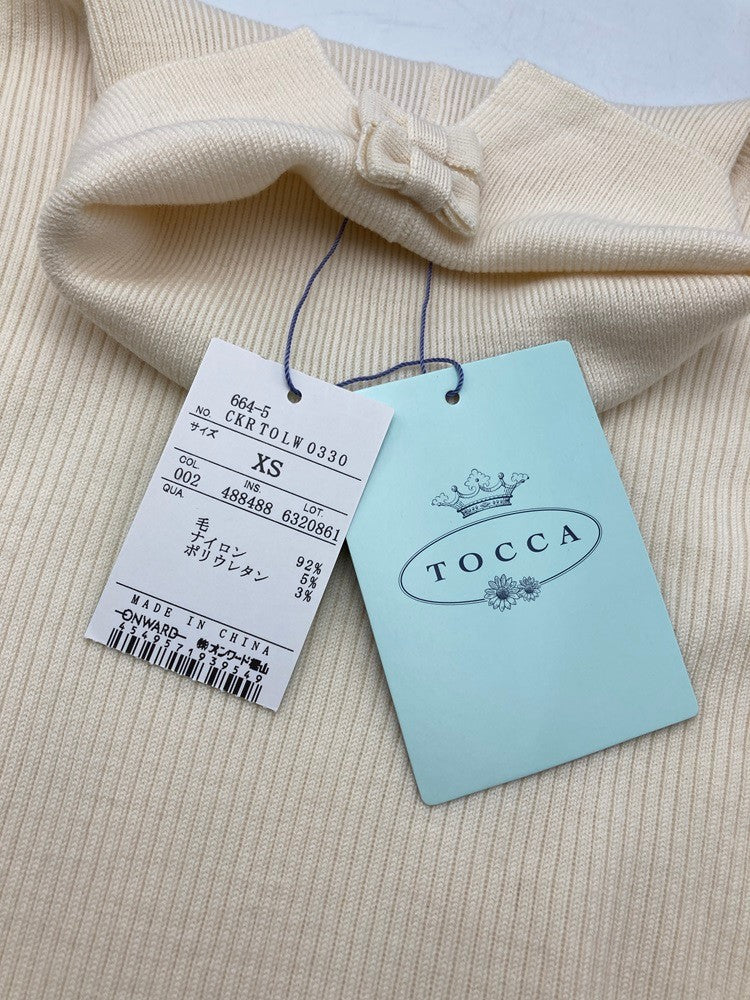 664-5
NO. CKRTOLW0330
サイズ
XS
COL. INS. LOT.
002 488488 6320861
QUA
毛 92%
ナイロン 5%
ポリウレタン 3%
MADE IN CHINA
ONWARD ㈱オンワード樫山
4549571939549
TOCCA